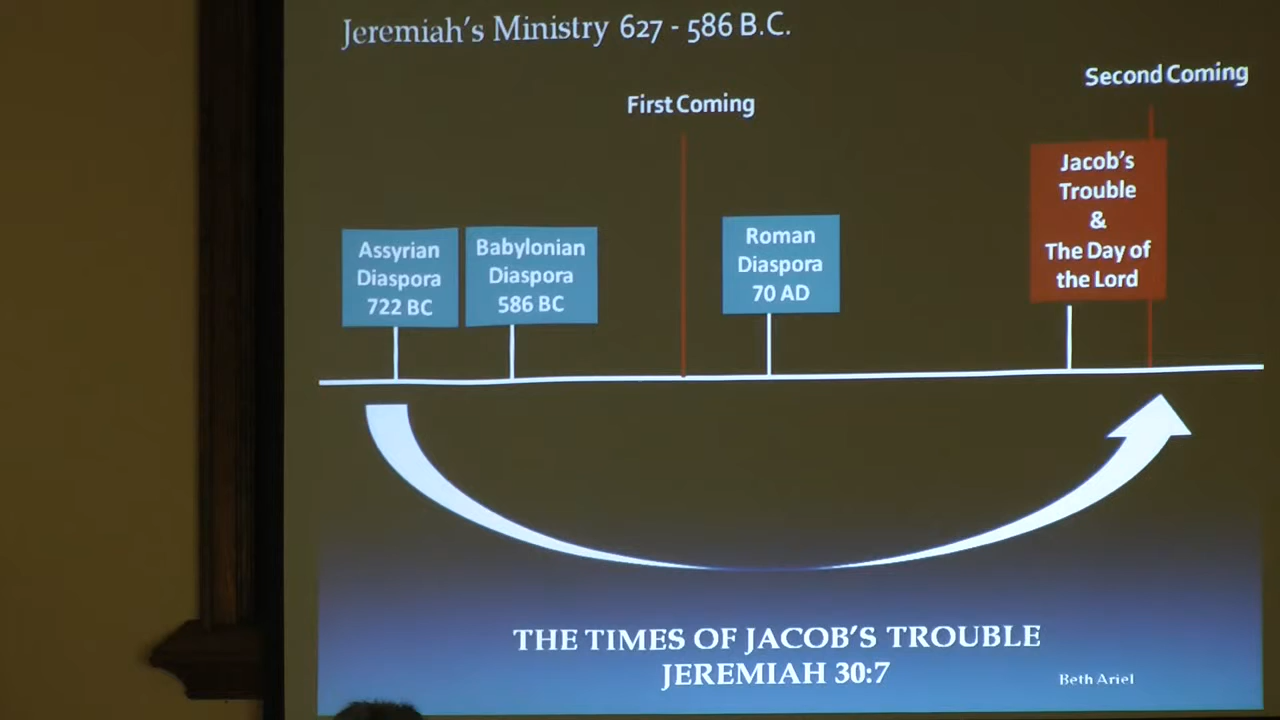 Jeremiah's Ministry 627 - 586 B.C.
Second Coming
First Coming
Jacob's
Trouble
&
The Day of
the Lord
Assyrian
Diaspora
722 BC
Babylonian
Diaspora
586 BC
Roman
Diaspora
70 AD
THE TIMES OF JACOB'S TROUBLE
JEREMIAH 30:7
Beth Ariel